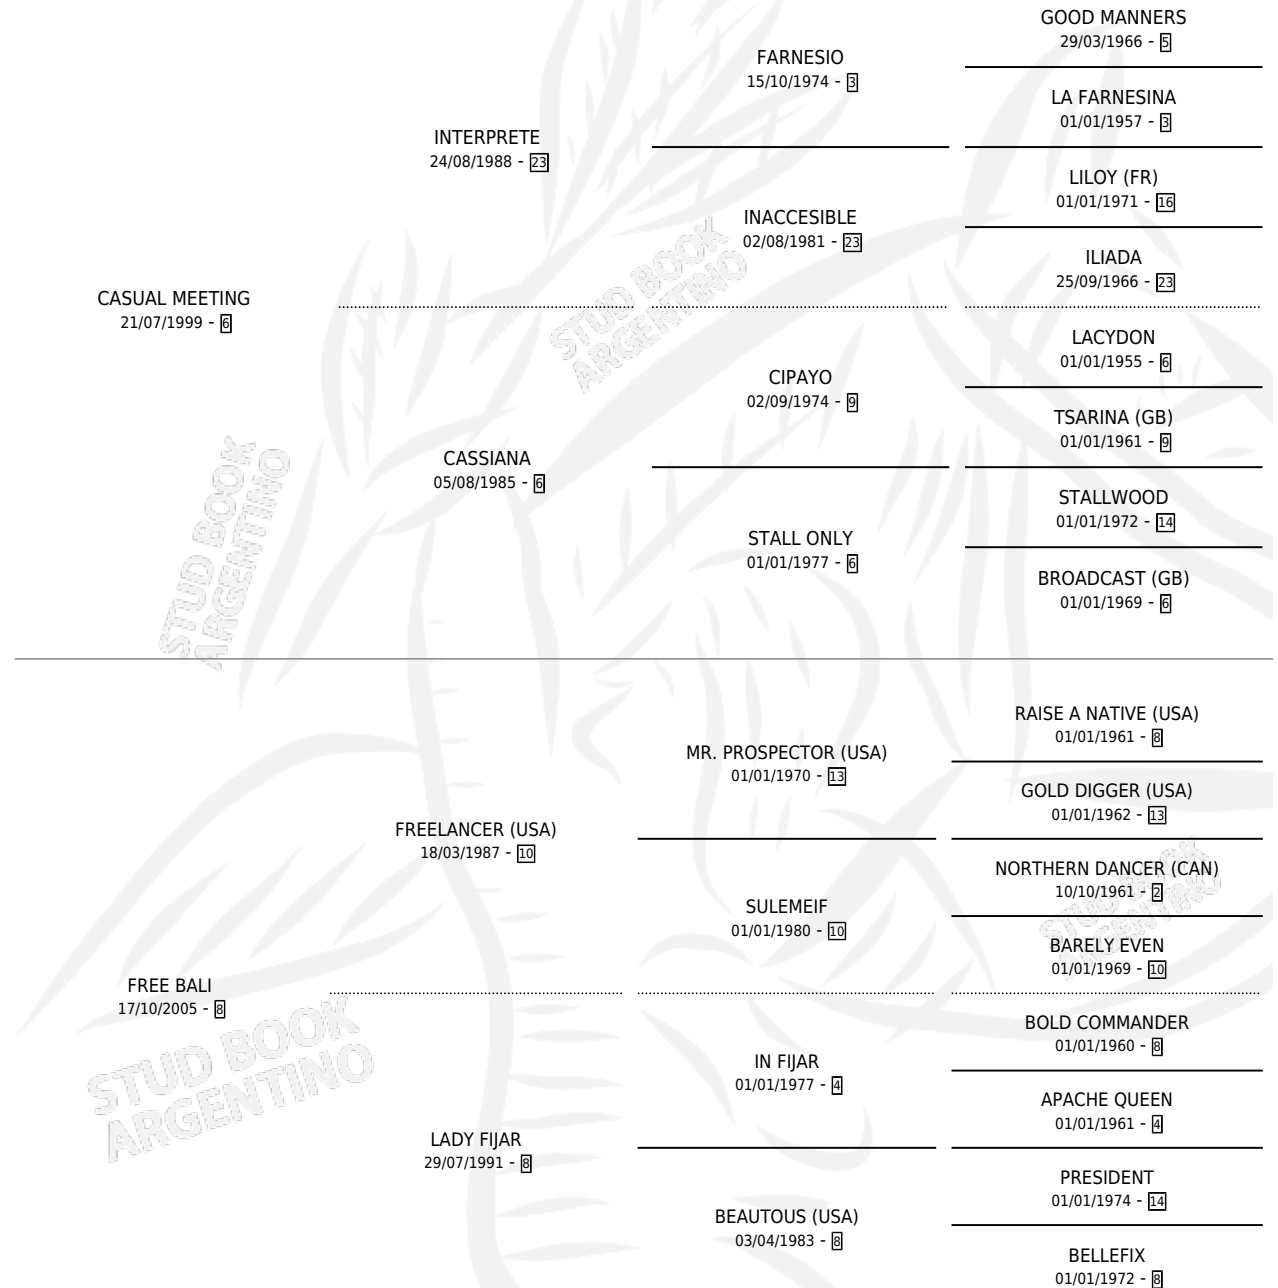 GOOD MANNERS
29/03/1966 - 5
FARNESIO
15/10/1974 - 3
LA FARNESINA
01/01/1957 - 3
INTERPRETE
24/08/1988 - 23
LILOY (FR)
01/01/1971 - 16
INACCESIBLE
02/08/1981 - 23
ILIADA
25/09/1966 - 23
CASUAL MEETING
21/07/1999 - 6
LACYDON
01/01/1955 - 6
CIPAYO
02/09/1974 - 9
TSARINA (GB)
01/01/1961 - 9
CASSIANA
05/08/1985 - 6
STALLWOOD
01/01/1972 - 14
STALL ONLY
01/01/1977 - 6
BROADCAST (GB)
01/01/1969 - 6
RAISE A NATIVE (USA)
01/01/1961 - 8
MR. PROSPECTOR (USA)
01/01/1970 - 13
GOLD DIGGER (USA)
01/01/1962 - 13
FREELANCER (USA)
18/03/1987 - 10
NORTHERN DANCER (CAN)
10/10/1961 - 2
SULEMEIF
01/01/1980 - 10
BARELY EVEN
01/01/1969 - 10
FREE BALI
17/10/2005 - 8
BOLD COMMANDER
01/01/1960 - 8
IN FIJAR
01/01/1977 - 4
APACHE QUEEN
01/01/1961 - 4
LADY FIJAR
29/07/1991 - 8
PRESIDENT
01/01/1974 - 14
BEAUTOUS (USA)
03/04/1983 - 8
BELLEFIX
01/01/1972 - 8
STUD BOOK
ARGENTINO
STUD BOOK
ARGENTINO
STUD BOOK
ARGENTINO
STUD BOOK
ARGENTINO